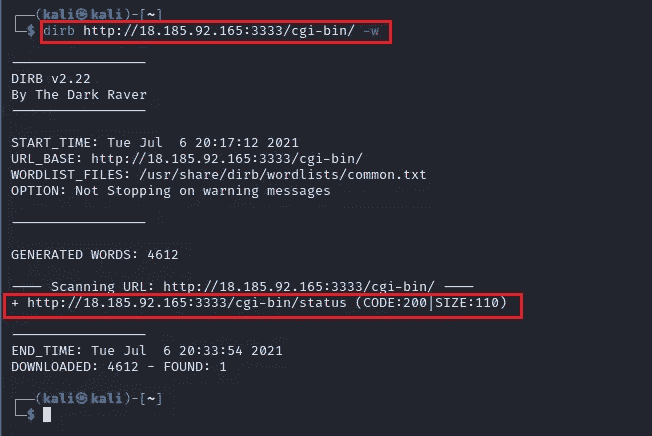 ┌──(kali㉿kali)-[~]
└─$ dirb http://18.185.92.165:3333/cgi-bin/ -w
-----------------
DIRB v2.22
By The Dark Raver
-----------------
START_TIME: Tue Jul  6 20:17:12 2021
URL_BASE: http://18.185.92.165:3333/cgi-bin/
WORDLIST_FILES: /usr/share/dirb/wordlists/common.txt
OPTION: Not Stopping on warning messages
-----------------
GENERATED WORDS: 4612
---- Scanning URL: http://18.185.92.165:3333/cgi-bin/ ----
+ http://18.185.92.165:3333/cgi-bin/status (CODE:200|SIZE:110)
-----------------
END_TIME: Tue Jul  6 20:33:54 2021
DOWNLOADED: 4612 - FOUND: 1
┌──(kali㉿kali)-[~]
└─$